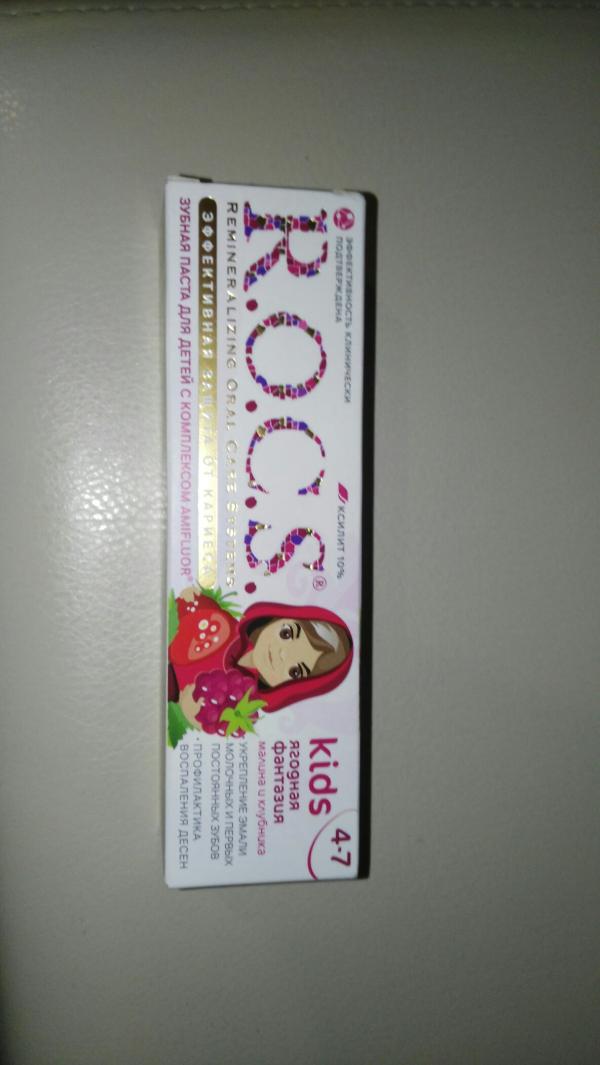 ЭФФЕКТИВНОСТЬ КЛИНИЧЕСКИ
ПОДТВЕРЖДЕНА
КСИЛИТ 10%
R.O.C.S.®
REMINERALIZING ORAL CARE SYSTEMS
ЭФФЕКТИВНАЯ ЗАЩИТА ОТ КАРИЕСА
ЗУБНАЯ ПАСТА ДЛЯ ДЕТЕЙ С КОМПЛЕКСОМ AMIFLUOR®
4-7
kids
ягодная
фантазия
малина и клубника
УКРЕПЛЕНИЕ ЭМАЛИ
МОЛОЧНЫХ И ПЕРВЫХ
ПОСТОЯННЫХ ЗУБОВ
• ПРОФИЛАКТИКА
ВОСПАЛЕНИЯ ДЕСЕН